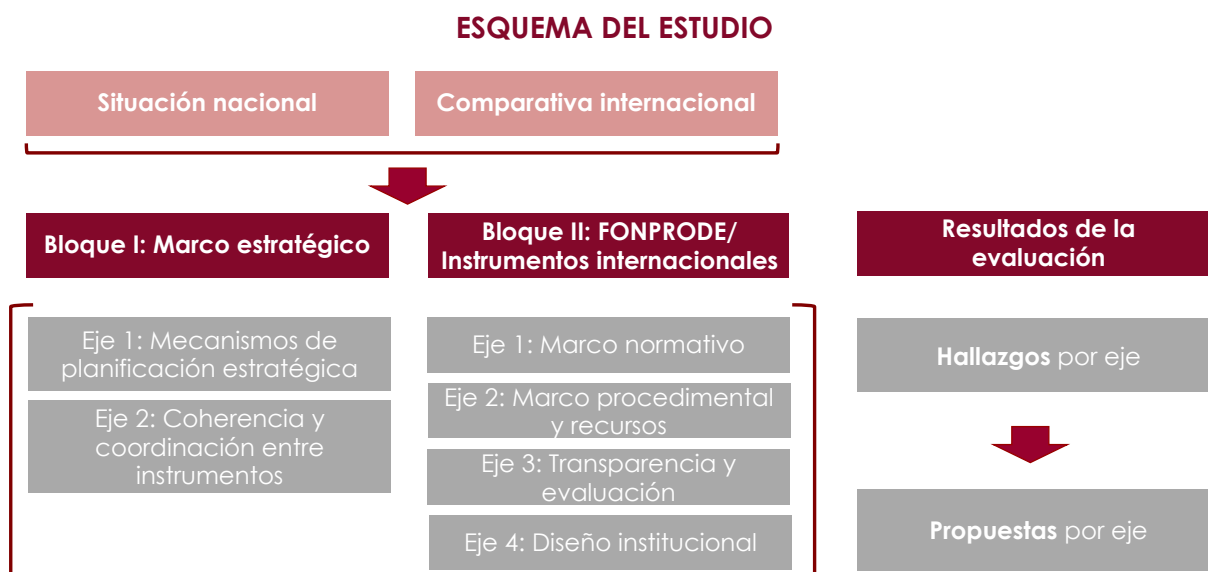 ESQUEMA DEL ESTUDIO
Situación nacional
Comparativa internacional
Bloque I: Marco estratégico
Bloque II: FONPRODE/
Instrumentos internacionales
Resultados de la
evaluación
Eje 1: Mecanismos de
planificación estratégica
Eje 2: Coherencia y
coordinación entre
instrumentos
Eje 1: Marco normativo
Eje 2: Marco procedimental
y recursos
Eje 3: Transparencia y
evaluación
Eje 4: Diseño institucional
Hallazgos por eje
Propuestas por eje